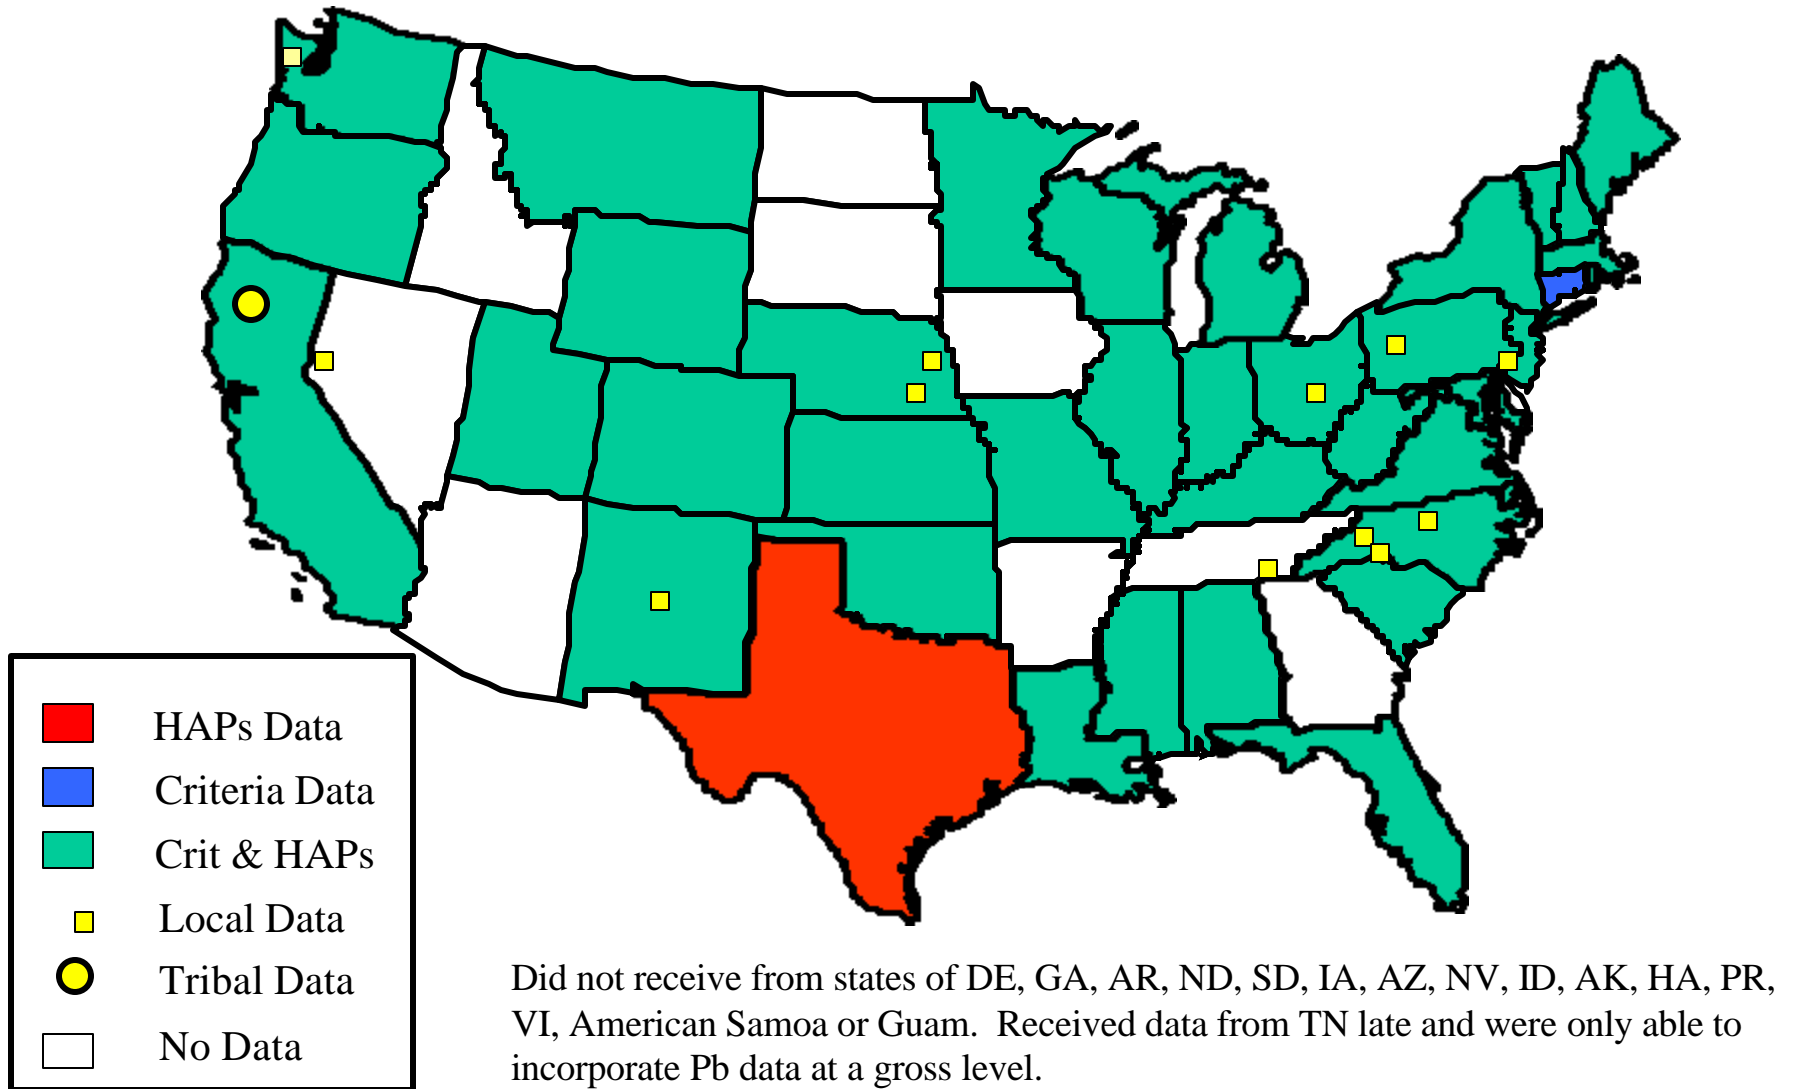 HAPs Data
Criteria Data
Crit & HAPs
Local Data
Tribal Data
No Data
Did not receive from states of DE, GA, AR, ND, SD, IA, AZ, NV, ID, AK, HA, PR,
VI, American Samoa or Guam.  Received data from TN late and were only able to
incorporate Pb data at a gross level.